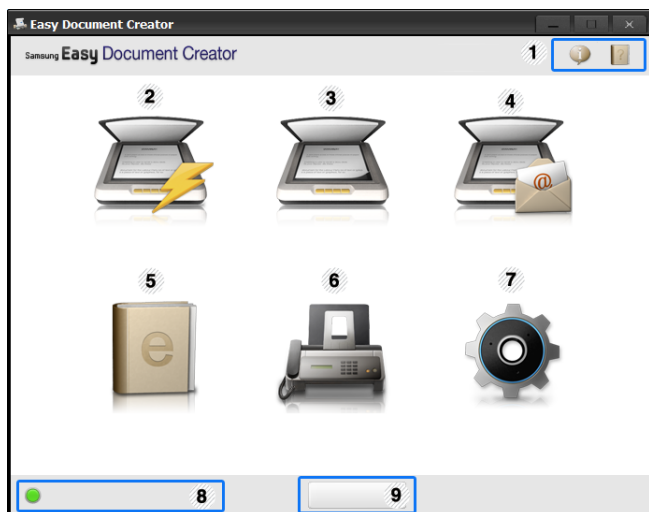 Easy Document Creator
Samsung Easy Document Creator
1
i ?
2 3 4
@
5 6 7
e
8 9